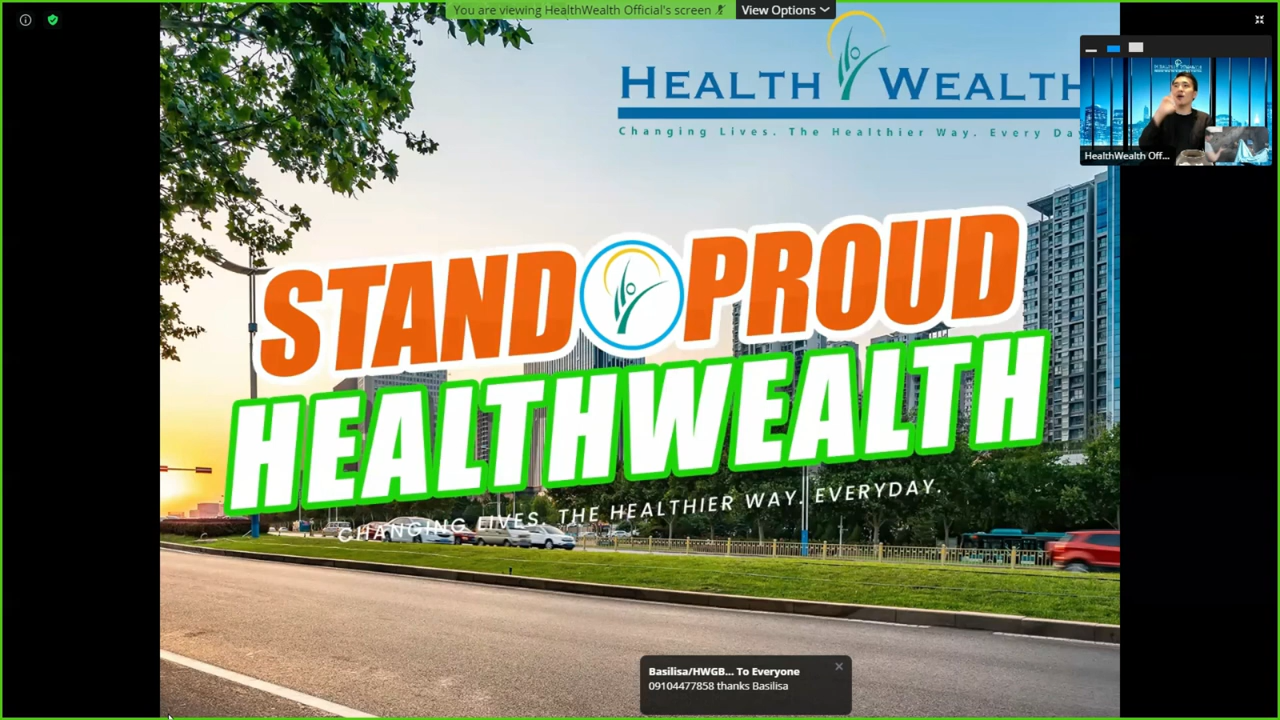 You are viewing HealthWealth Official's screen
View Options
HEALTH WEALTH
Changing Lives. The Healthier Way. Every Da
HealthWealth Off...
STAND PROUD
HEALTHWEALTH
CHANGING LIVES. THE HEALTHIER WAY. EVERYDAY.
Basilisa/HWGB... To Everyone
09104477858 thanks Basilisa